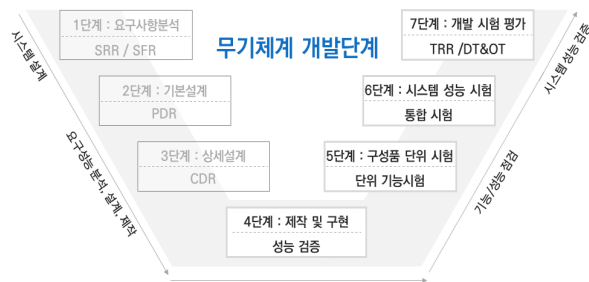 무기체계 개발단계
시스템 설계
요구성능 분석, 설계, 제작
1단계 : 요구사항분석
SRR / SFR
2단계 : 기본설계
PDR
3단계 : 상세설계
CDR
4단계 : 제작 및 구현
성능 검증
5단계 : 구성품 단위 시험
단위 기능시험
6단계 : 시스템 성능 시험
통합 시험
7단계 : 개발 시험 평가
TRR /DT&OT
기능/성능 점검
시스템 성능 검증